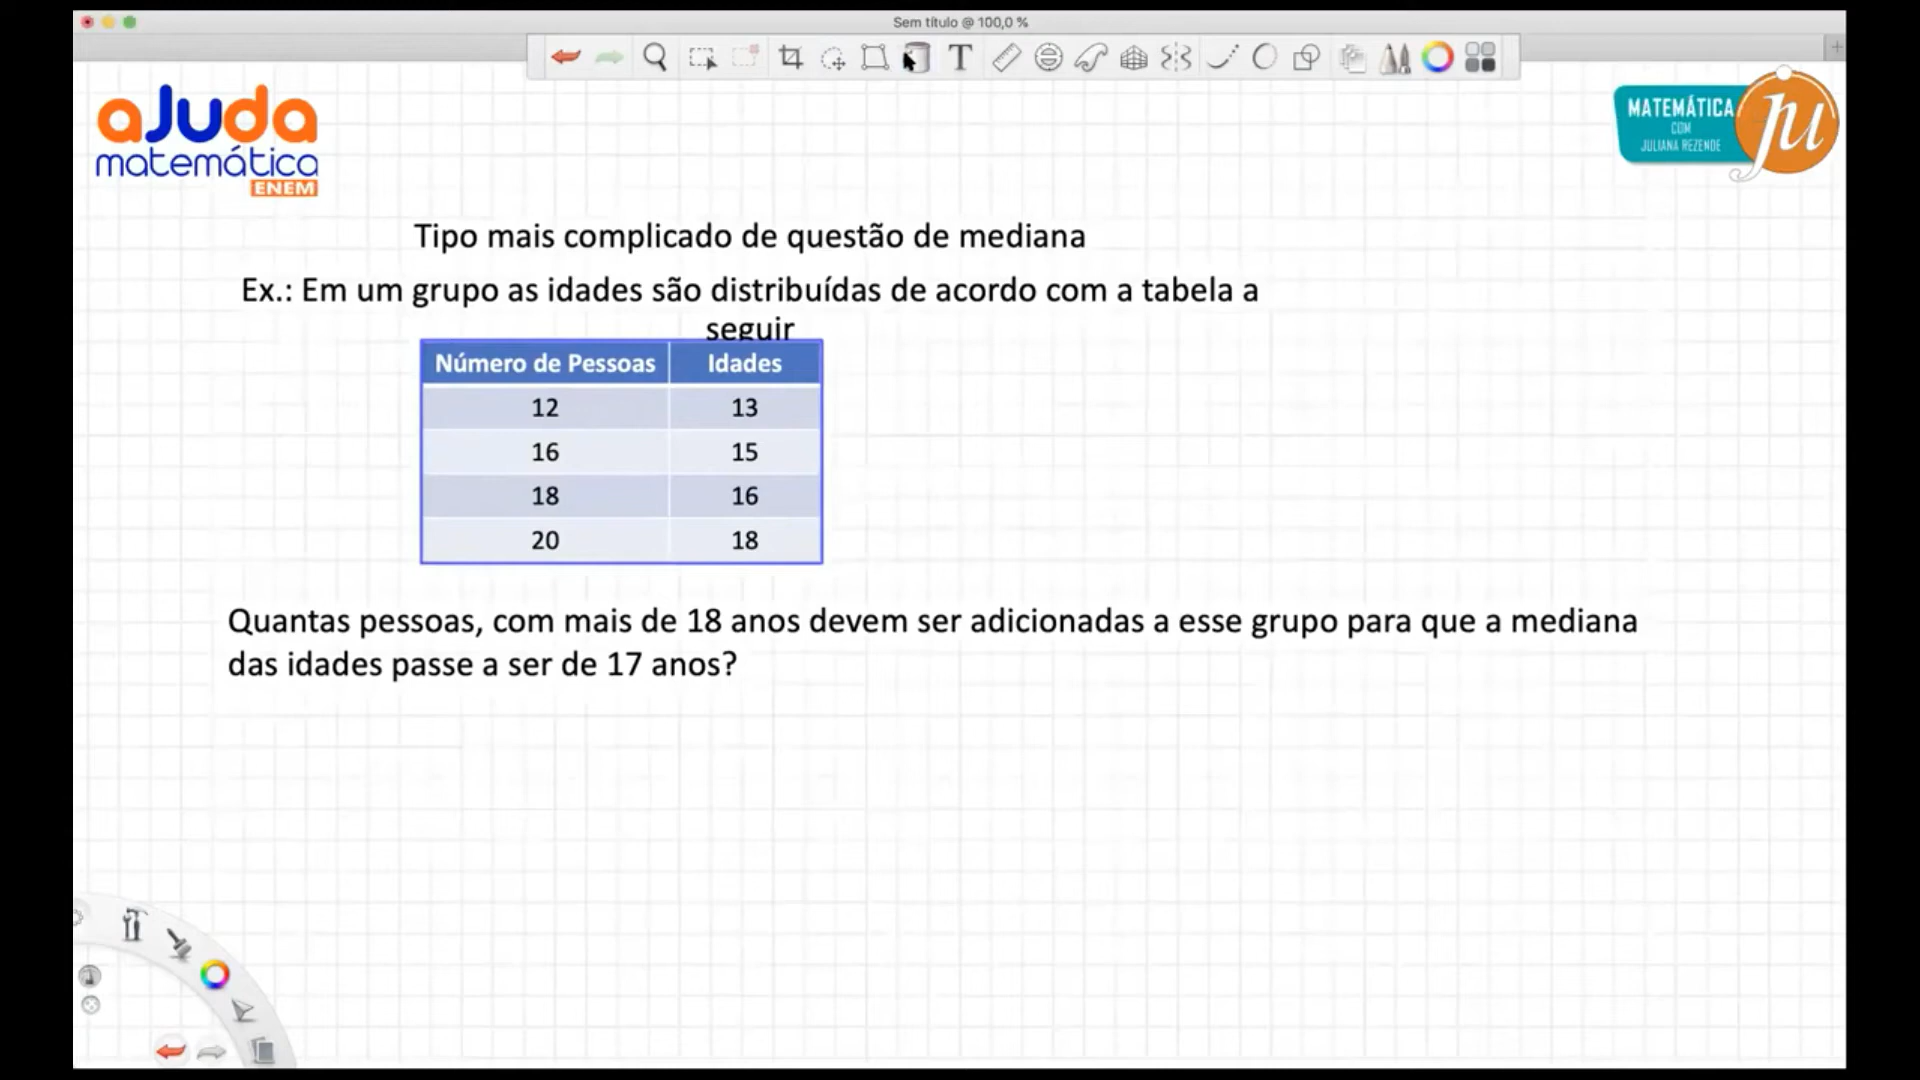 Sem título @ 100,0 %
aJuda
matemática
ENEM
MATEMÁTICA
COM
JULIANA REZENDE
ju
Tipo mais complicado de questão de mediana
Ex.: Em um grupo as idades são distribuídas de acordo com a tabela a
seguir
Número de Pessoas Idades
12 13
16 15
18 16
20 18
Quantas pessoas, com mais de 18 anos devem ser adicionadas a esse grupo para que a mediana
das idades passe a ser de 17 anos?